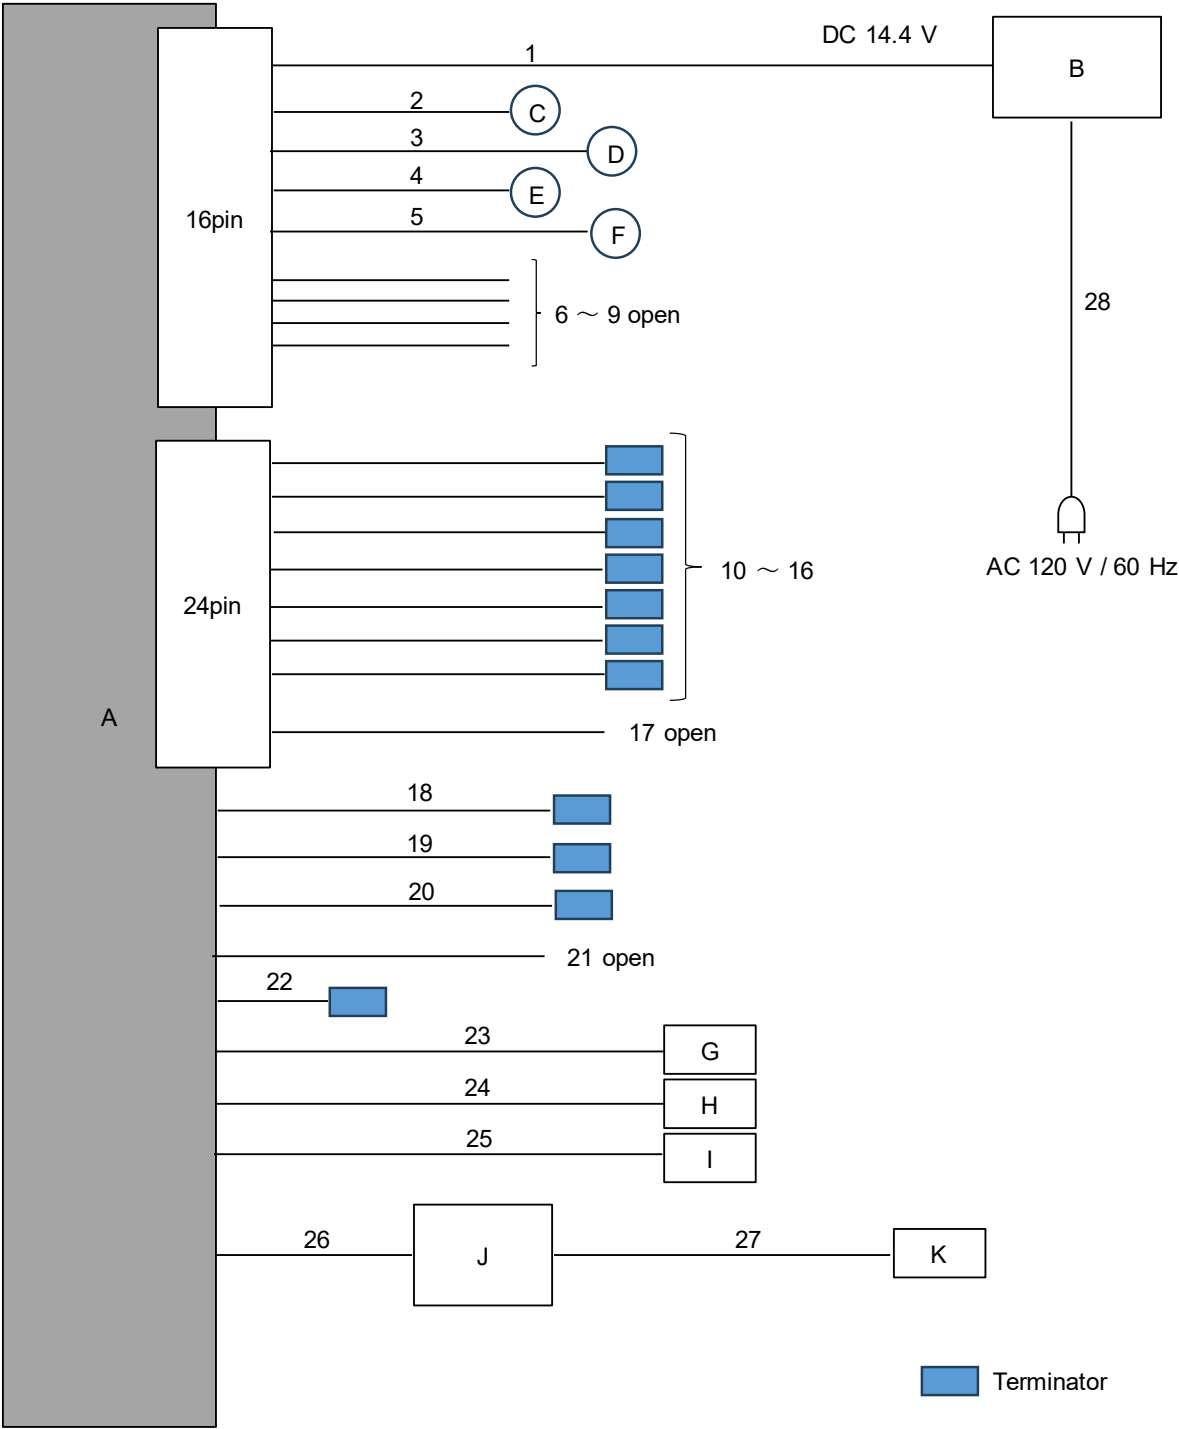 DC 14.4 V
1
B
2
C
3
D
4
E
5
F
16pin
6 ～ 9 open
28
AC 120 V / 60 Hz
10 ～ 16
24pin
A
17 open
18
19
20
21 open
22
23
G
24
H
25
I
26
J
27
K
Terminator